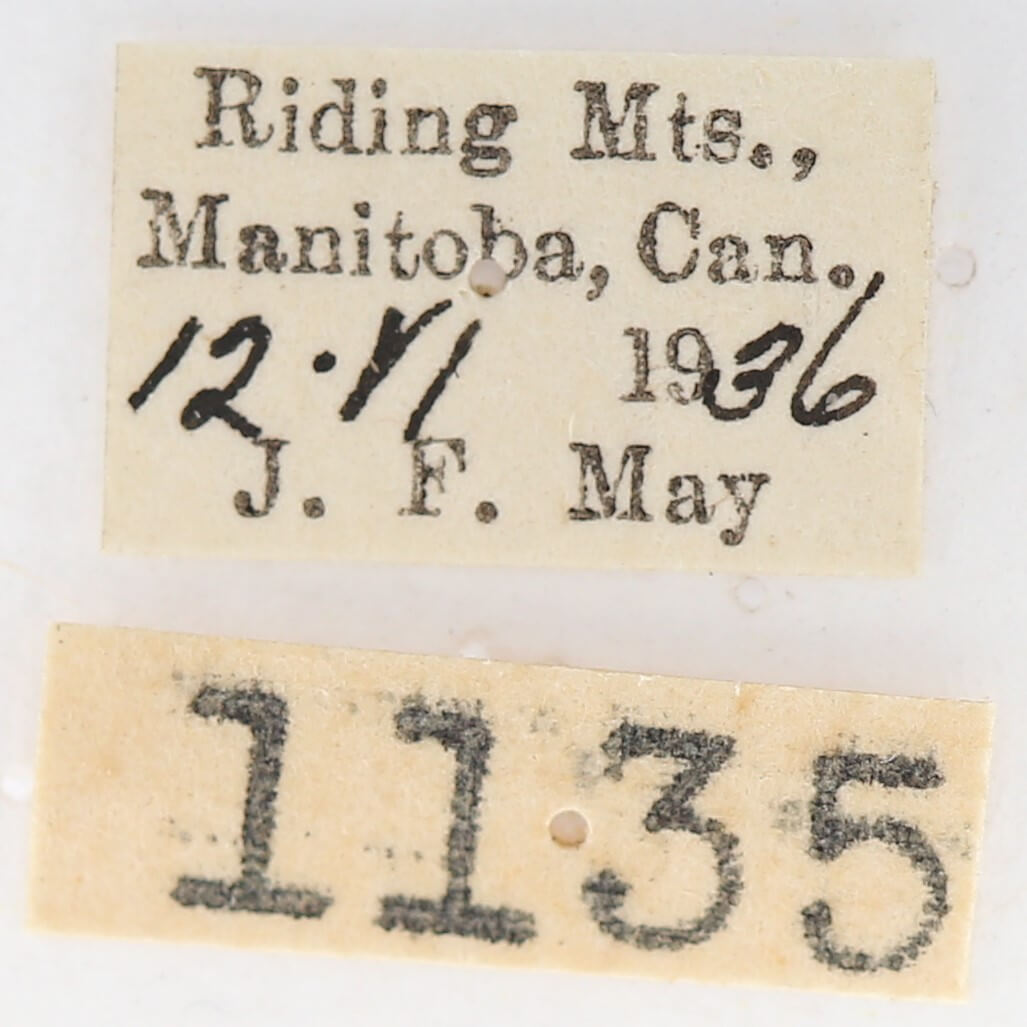 Riding Mts.,
Manitoba, Can.,
12·VI 1936
J. F. May
1135